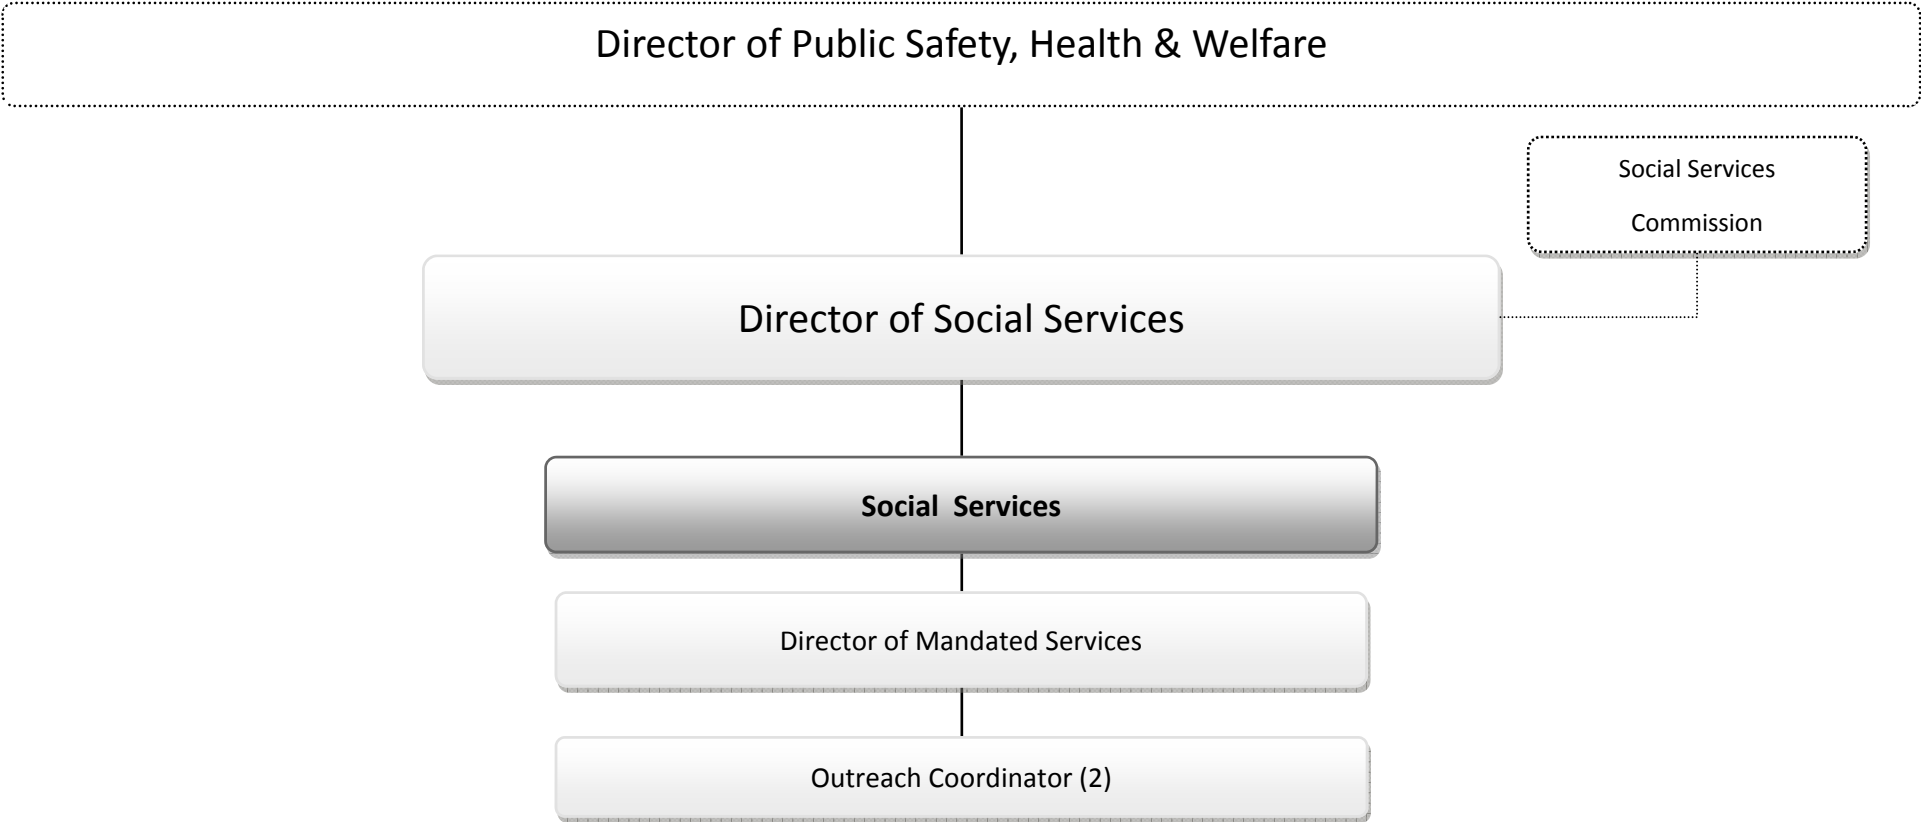 Director of Public Safety, Health & Welfare
Social Services
Commission
Director of Social Services
Social  Services
Director of Mandated Services
Outreach Coordinator (2)